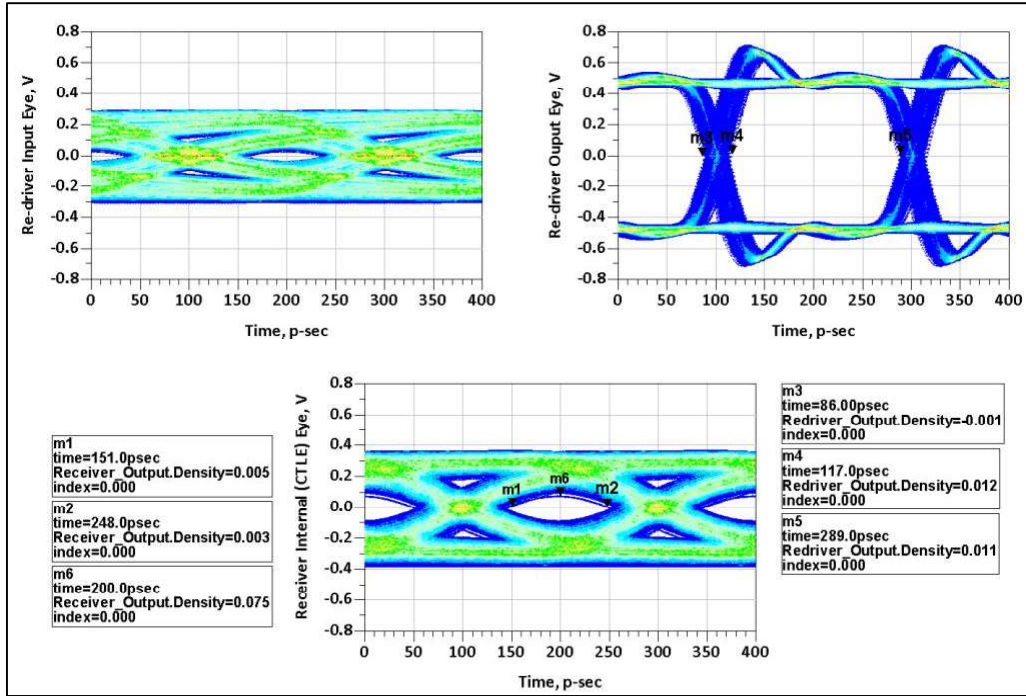 Re-driver Input Eye, V
0.8
0.6
0.4
0.2
0.0
-0.2
-0.4
-0.6
-0.8
0 50 100 150 200 250 300 350 400
Time, p-sec
Re-driver Ouput Eye, V
0.8
0.6
0.4
0.2
0.0
-0.2
-0.4
-0.6
-0.8
m3 m4 m5
0 50 100 150 200 250 300 350 400
Time, p-sec
m1
time=151.0psec
Receiver_Output.Density=0.005
index=0.000
m2
time=248.0psec
Receiver_Output.Density=0.003
index=0.000
m6
time=200.0psec
Receiver_Output.Density=0.075
index=0.000
Receiver Internal (CTLE) Eye, V
0.8
0.6
0.4
0.2
0.0
-0.2
-0.4
-0.6
-0.8
m1 m6 m2
0 50 100 150 200 250 300 350 400
Time, p-sec
m3
time=86.00psec
Redriver_Output.Density=-0.001
index=0.000
m4
time=117.0psec
Redriver_Output.Density=0.012
index=0.000
m5
time=289.0psec
Redriver_Output.Density=0.011
index=0.000